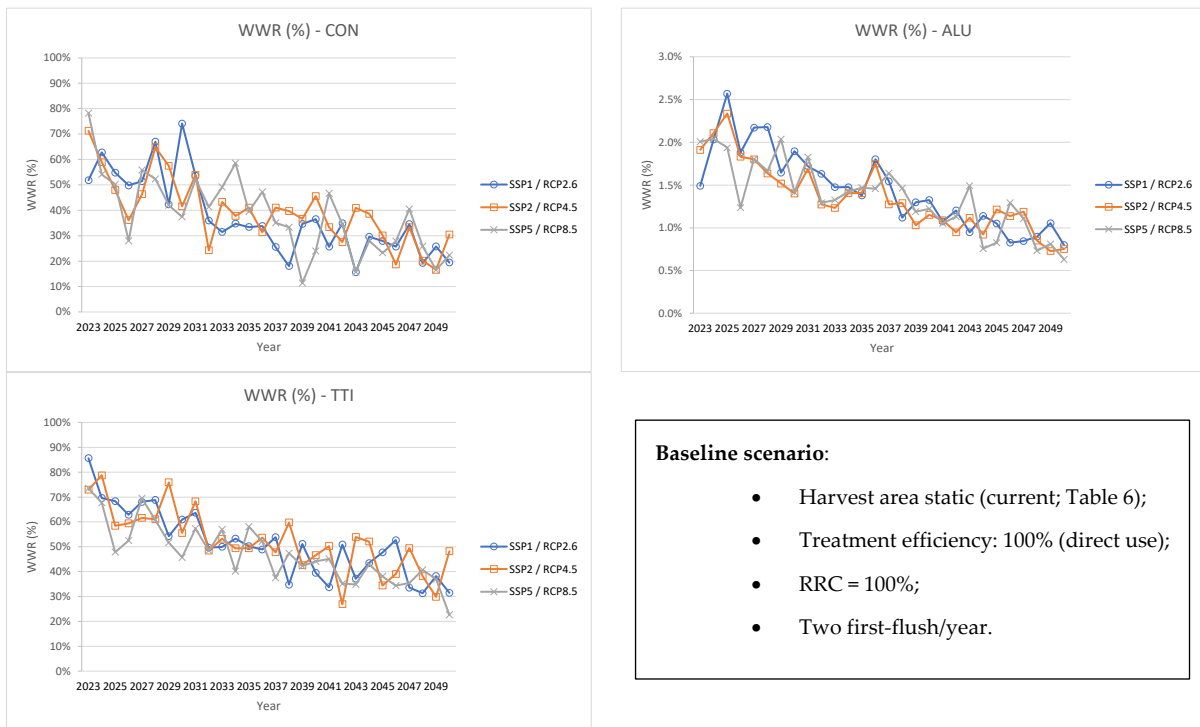 WWR (%) - CON
100%
90%
80%
70%
60%
50%
40%
30%
20%
10%
0%
WWR (%)
2023 2025 2027 2029 2031 2033 2035 2037 2039 2041 2043 2045 2047 2049
Year
SSP1 / RCP2.6
SSP2 / RCP4.5
SSP5 / RCP8.5
WWR (%) - ALU
3.0%
2.5%
2.0%
1.5%
1.0%
0.5%
0.0%
WWR (%)
2023 2025 2027 2029 2031 2033 2035 2037 2039 2041 2043 2045 2047 2049
Year
SSP1 / RCP2.6
SSP2 / RCP4.5
SSP5 / RCP8.5
WWR (%) - TTI
100%
90%
80%
70%
60%
50%
40%
30%
20%
10%
0%
WWR (%)
2023 2025 2027 2029 2031 2033 2035 2037 2039 2041 2043 2045 2047 2049
Year
SSP1 / RCP2.6
SSP2 / RCP4.5
SSP5 / RCP8.5
Baseline scenario:
• Harvest area static (current; Table 6);
• Treatment efficiency: 100% (direct use);
• RRC = 100%;
• Two first-flush/year.